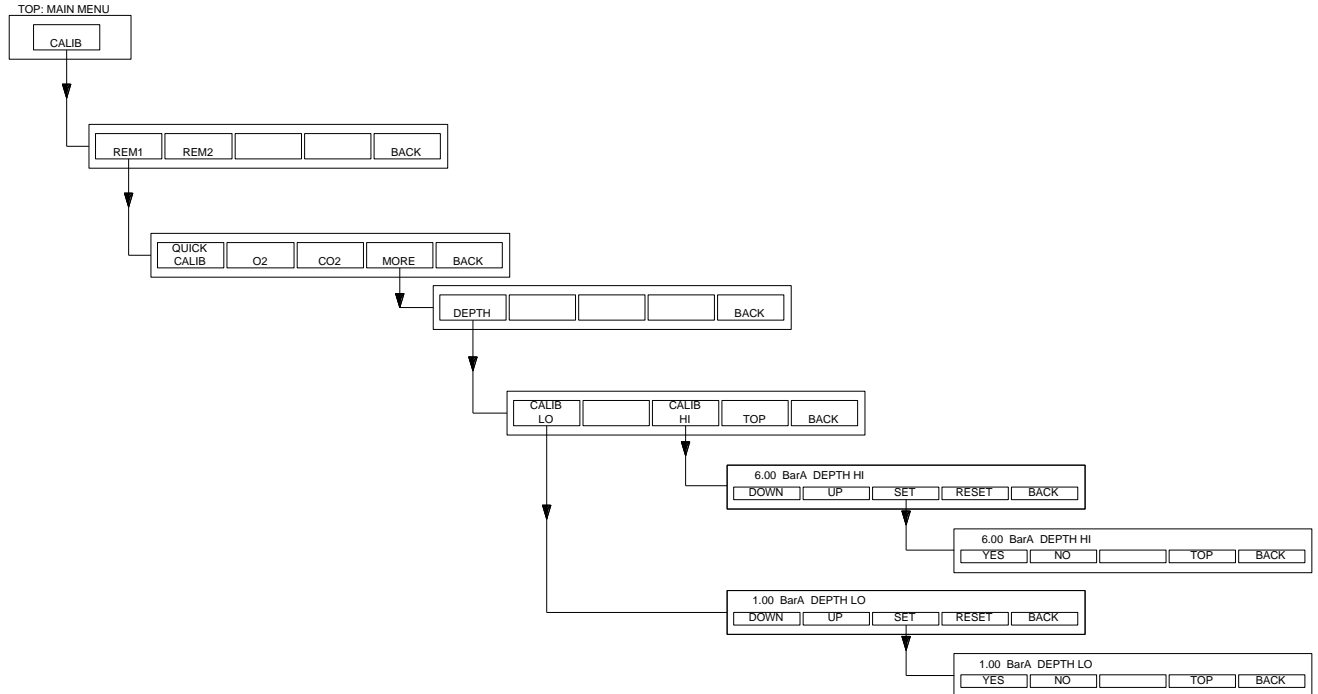 TOP: MAIN MENU
CALIB
REM1 REM2 BACK
QUICK CALIB O2 CO2 MORE BACK
DEPTH BACK
CALIB LO CALIB HI TOP BACK
6.00 BarA DEPTH HI
DOWN UP SET RESET BACK
6.00 BarA DEPTH HI
YES NO TOP BACK
1.00 BarA DEPTH LO
DOWN UP SET RESET BACK
1.00 BarA DEPTH LO
YES NO TOP BACK